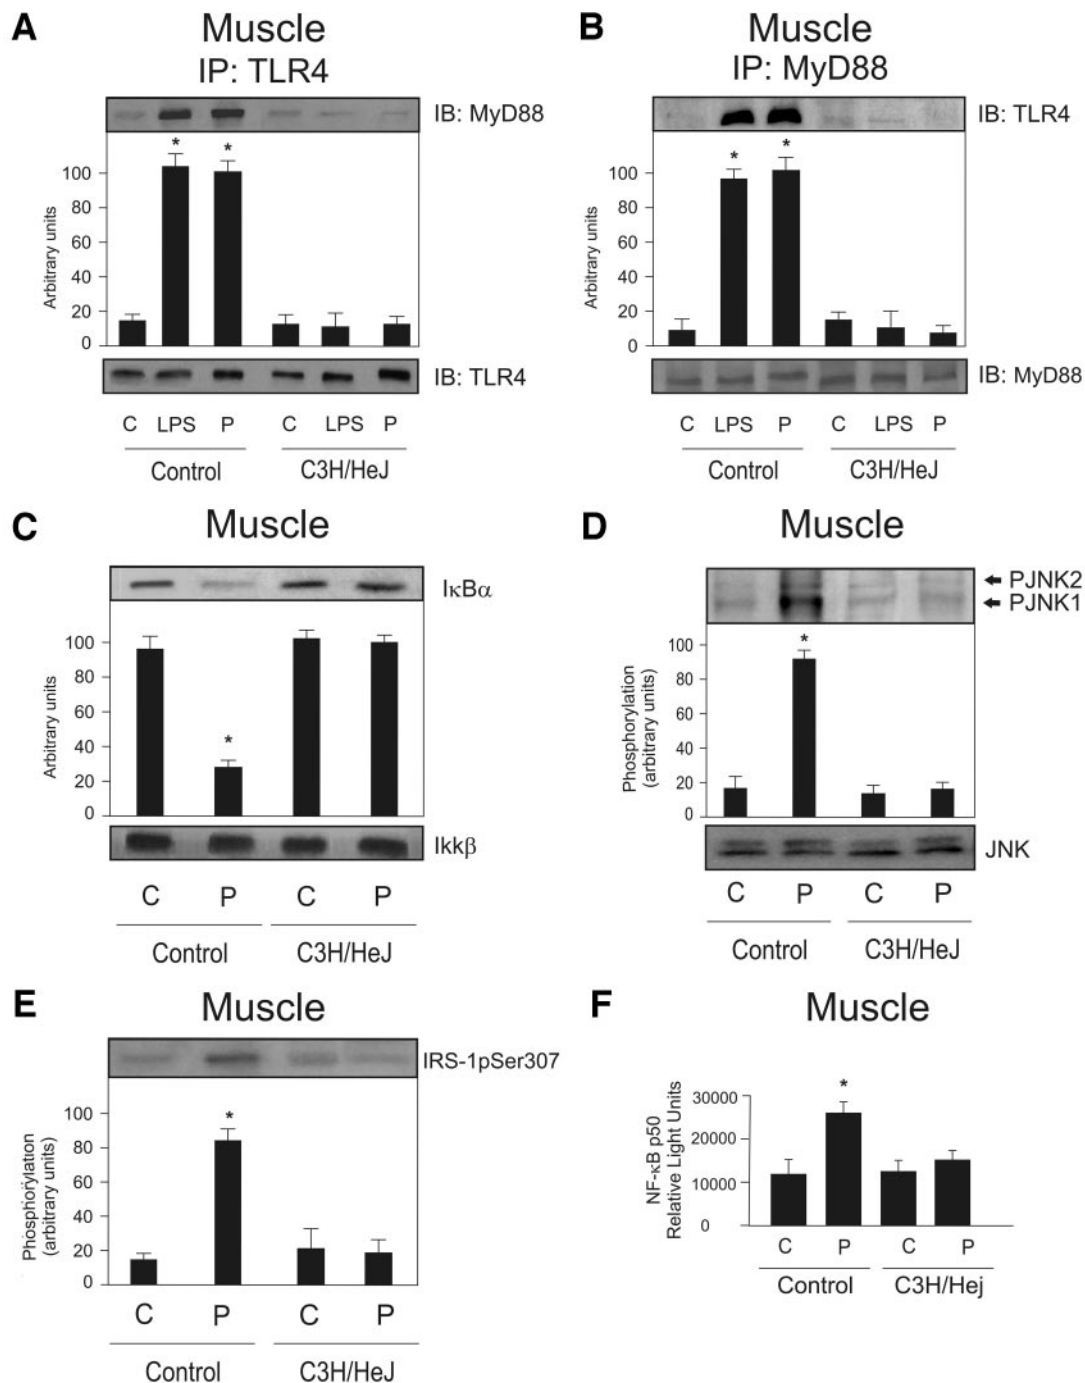 A
Muscle
IP: TLR4
IB: MyD88
*
*
100
80
60
40
20
0
Arbitrary units
IB: TLR4
C LPS P C LPS P
Control C3H/HeJ
B
Muscle
IP: MyD88
IB: TLR4
*
*
100
80
60
40
20
0
Arbitrary units
IB: MyD88
C LPS P C LPS P
Control C3H/HeJ
C
Muscle
IκBα
100
80
60
40
20
0
Arbitrary units
*
Ikkβ
C P C P
Control C3H/HeJ
D
Muscle
PJNK2
PJNK1
100
80
60
40
20
0
Phosphorylation
(arbitrary units)
*
JNK
C P C P
Control C3H/HeJ
E
Muscle
IRS-1pSer307
100
80
60
40
20
0
Phosphorylation
(arbitrary units)
*
C P C P
Control C3H/HeJ
F
Muscle
30000
20000
10000
0
NF-κB p50
Relative Light Units
*
C P C P
Control C3H/Hej